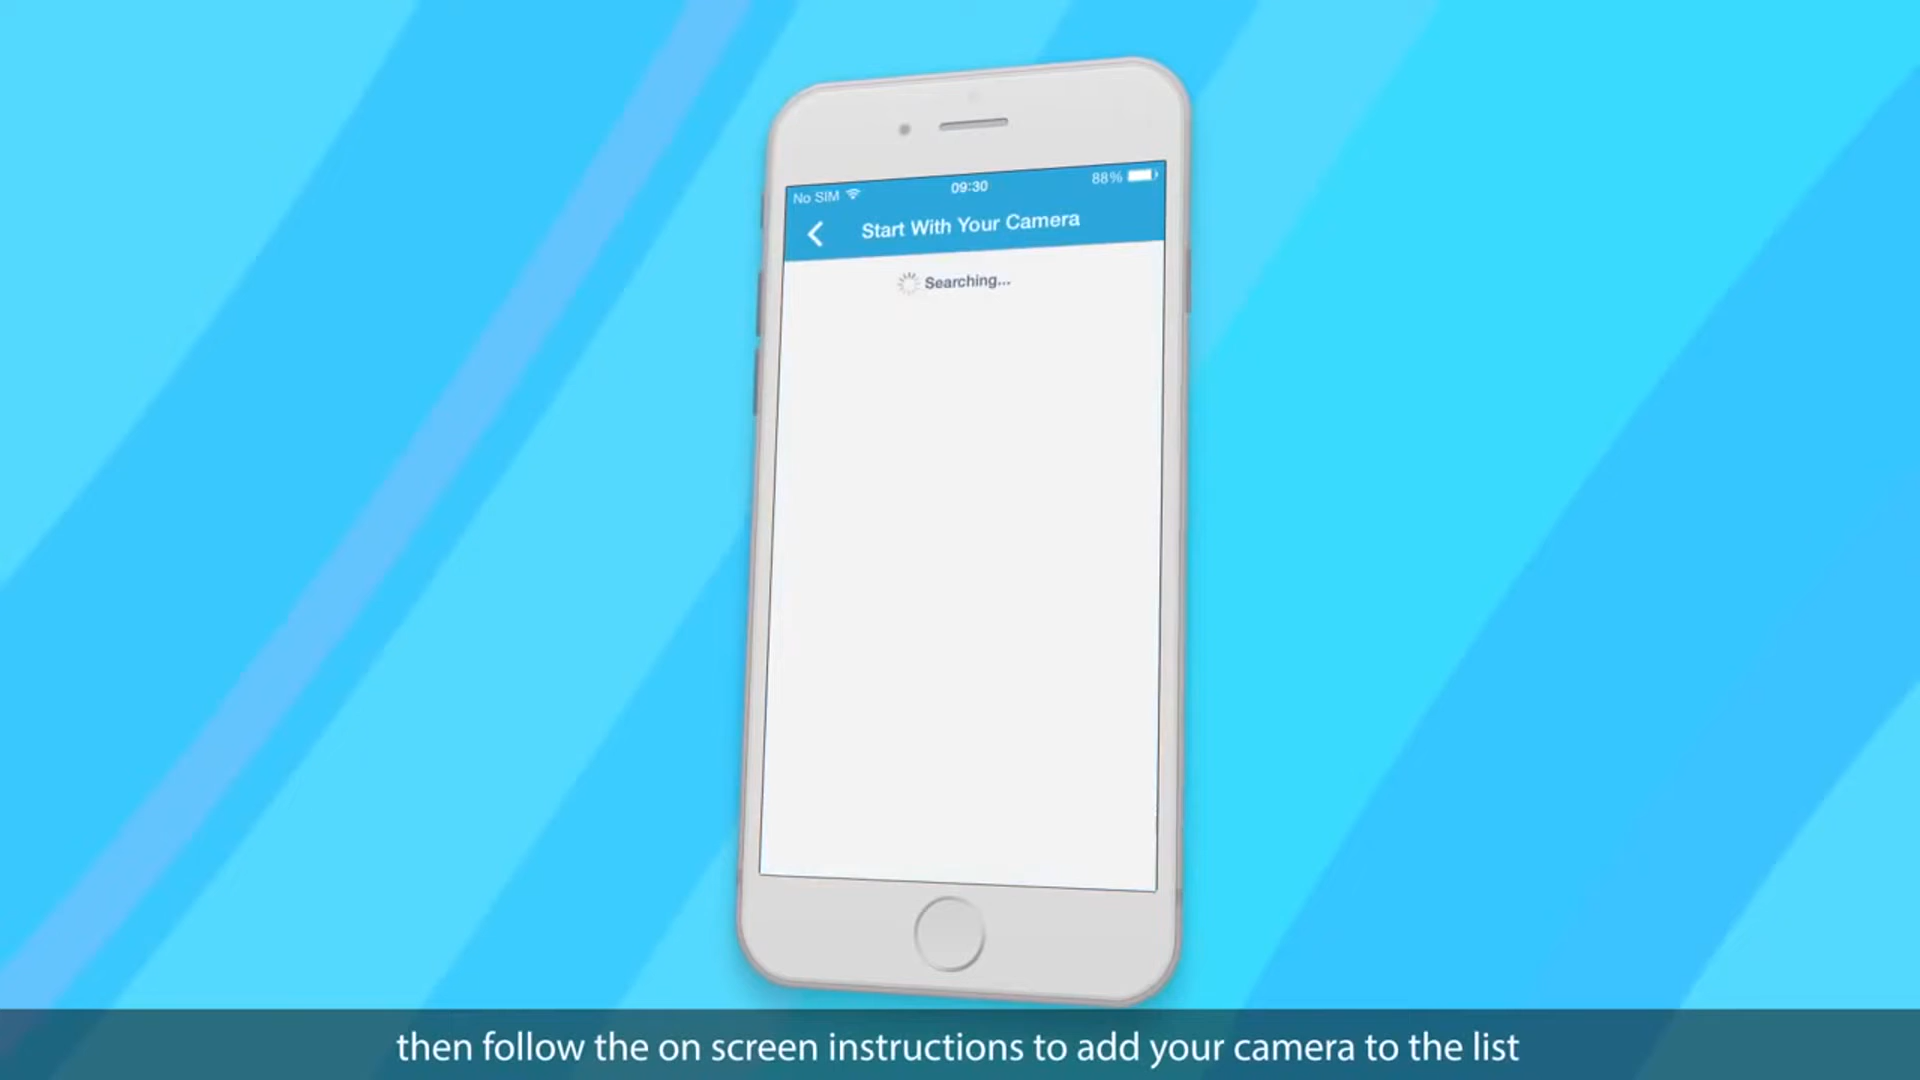 No SIM 09:30 88%
Start With Your Camera
Searching...
then follow the on screen instructions to add your camera to the list